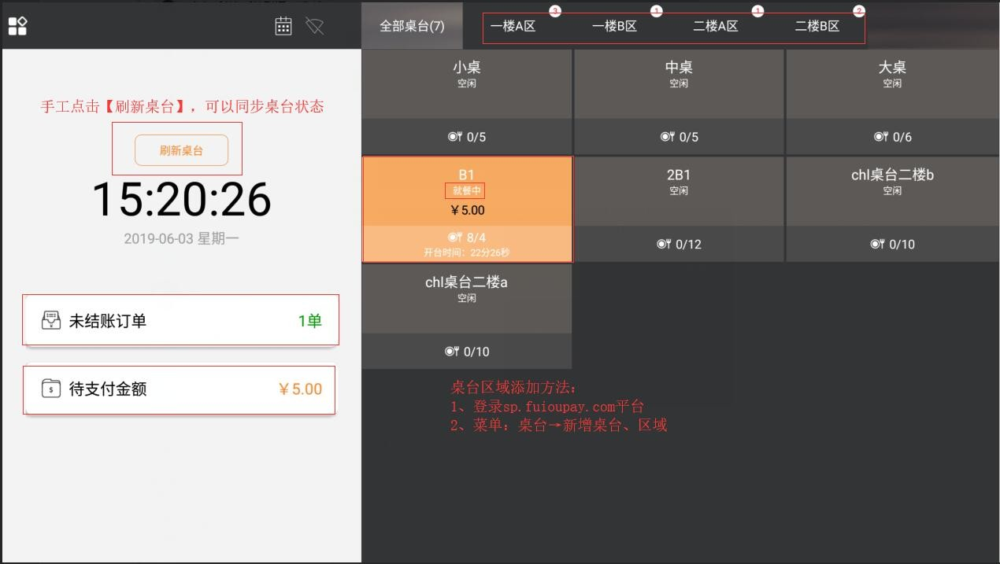 全部桌台(7)
一楼A区
3
一楼B区
1
二楼A区
1
二楼B区
2
手工点击【刷新桌台】，可以同步桌台状态
刷新桌台
15:20:26
2019-06-03 星期一
未结账订单
1单
待支付金额
￥5.00
小桌
空闲
0/5
中桌
空闲
0/5
大桌
空闲
0/6
B1
就餐中
￥5.00
8/4
开台时间：22分26秒
2B1
空闲
0/12
chl桌台二楼b
空闲
0/10
chl桌台二楼a
空闲
0/10
桌台区域添加方法：
1、登录sp.fuioupay.com平台
2、菜单：桌台→新增桌台、区域